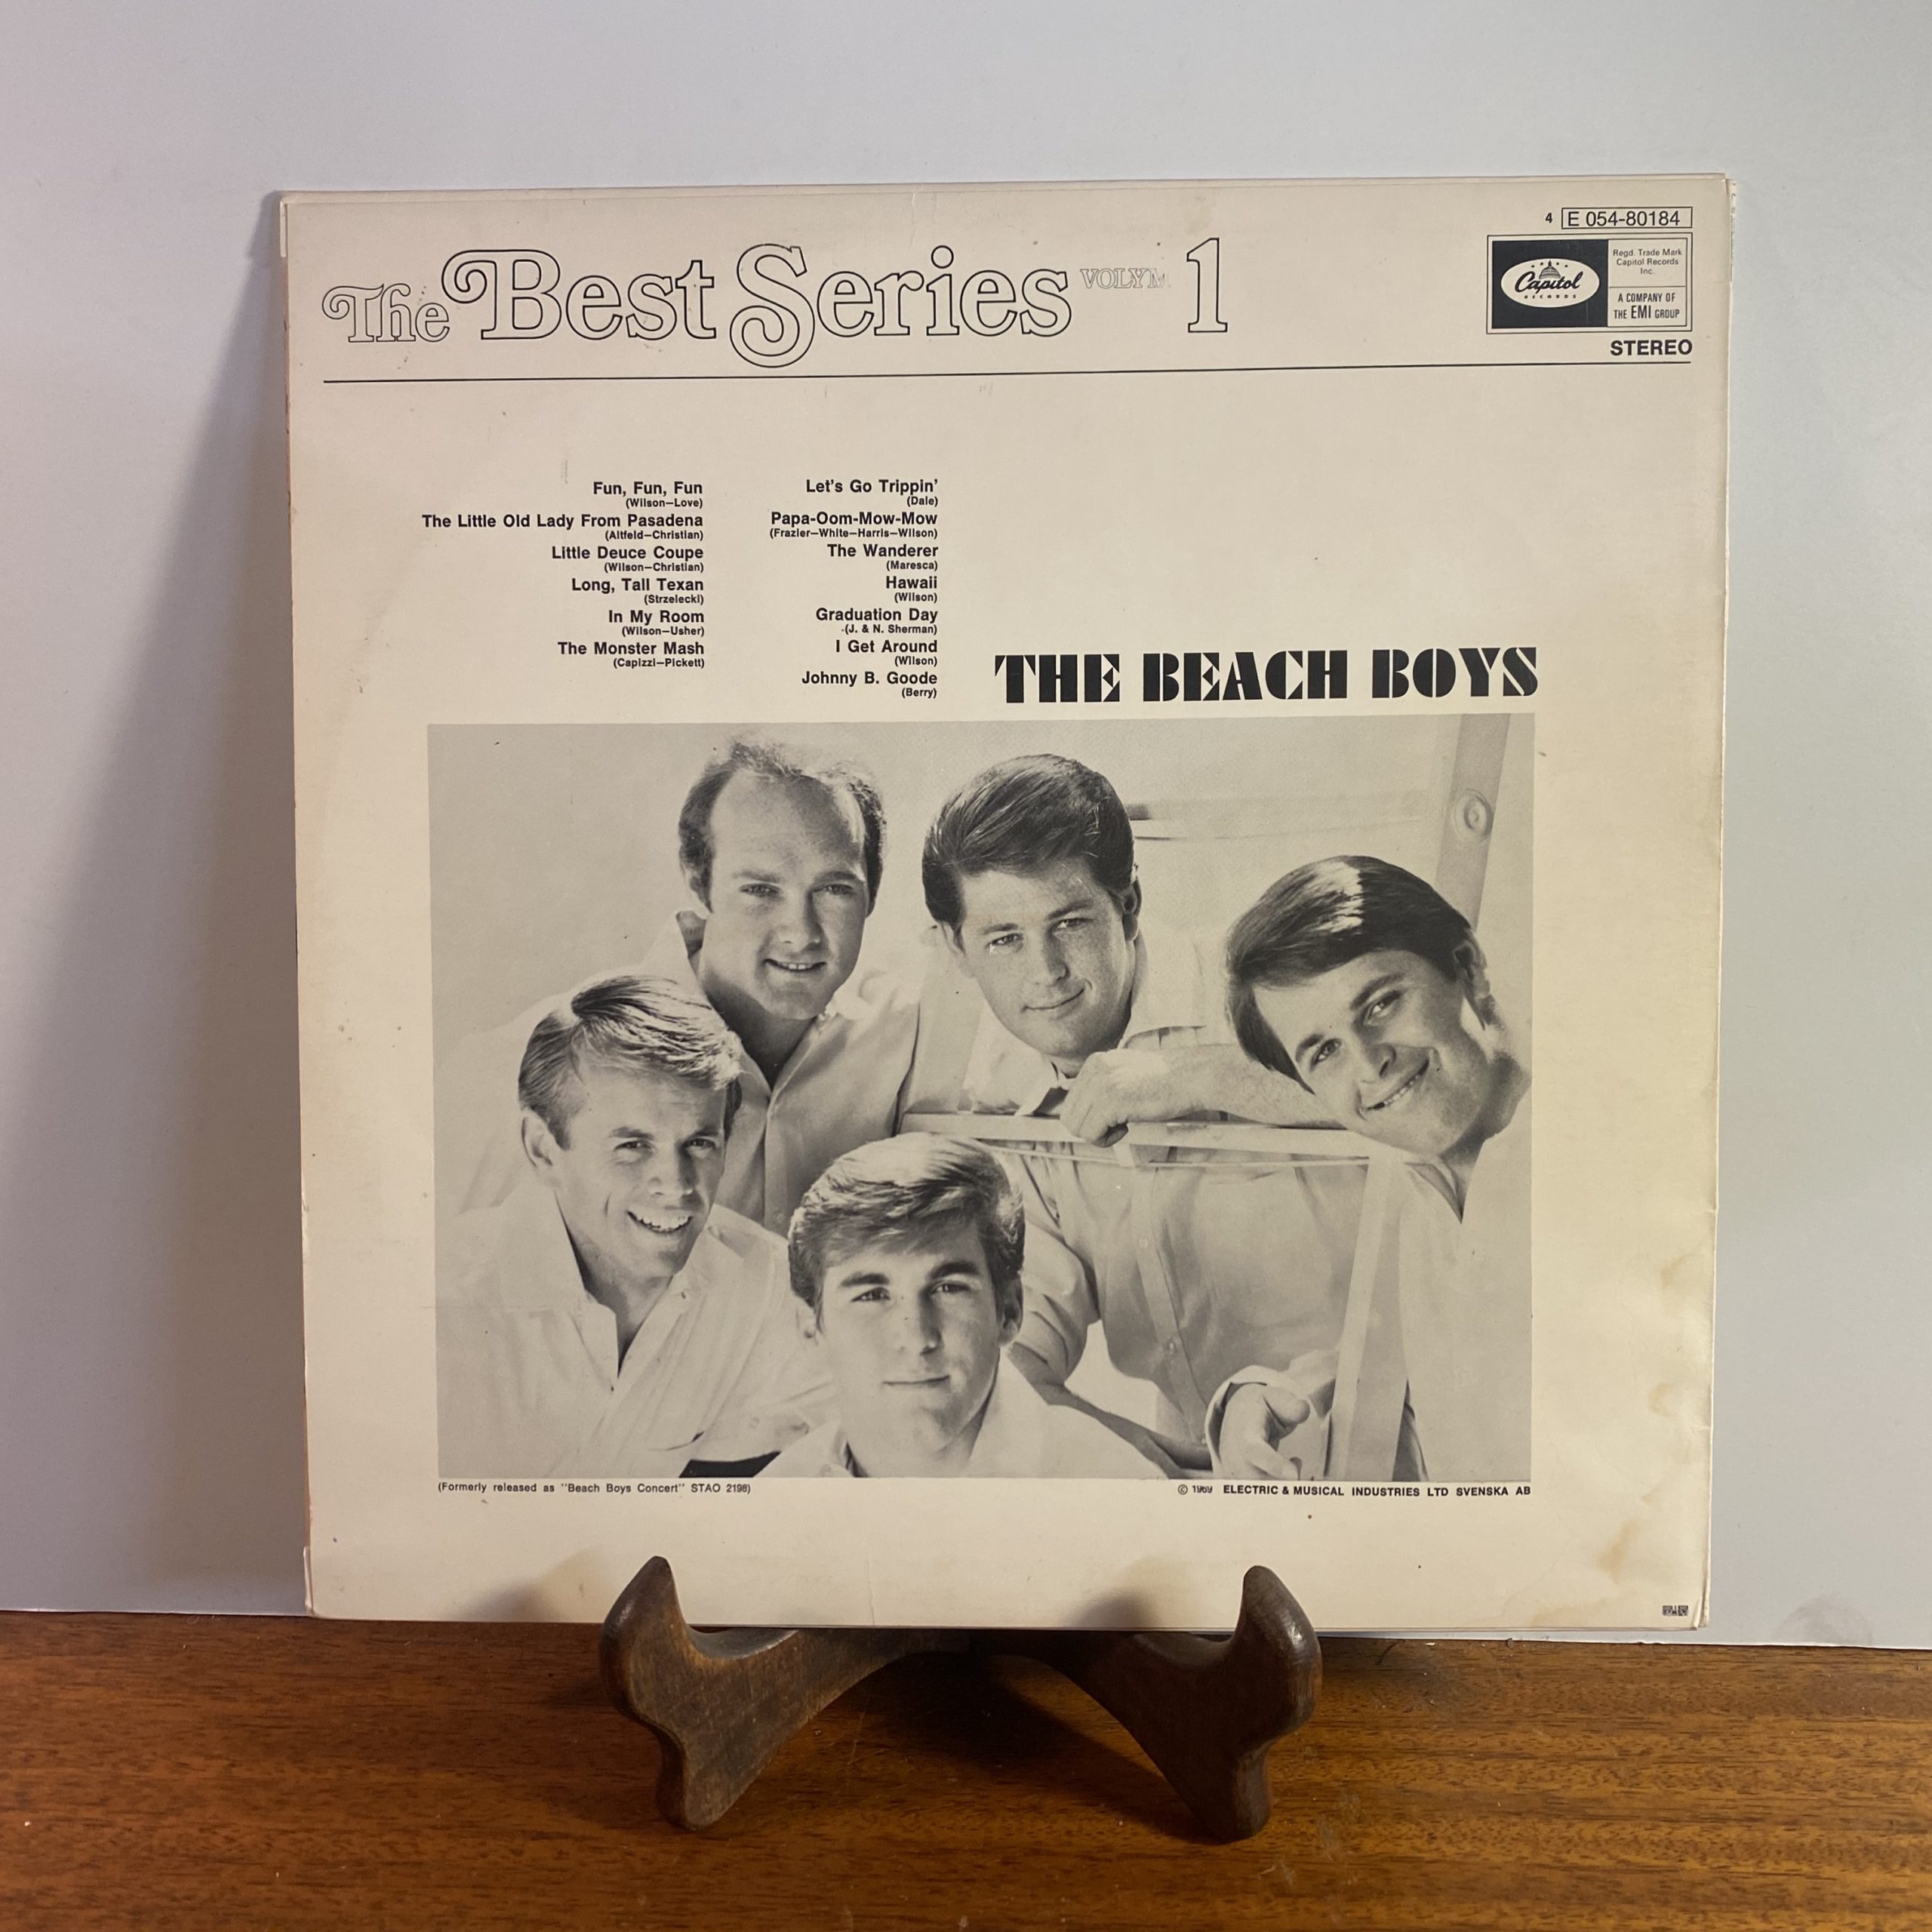 The Best Series VOLYM 1
4 E 054-80184
Capitol
RECORDS
Regd. Trade Mark
Capitol Records
Inc.
A COMPANY OF
THE EMI GROUP
STEREO
Fun, Fun, Fun
(Wilson—Love)
The Little Old Lady From Pasadena
(Altfeld—Christian)
Little Deuce Coupe
(Wilson—Christian)
Long, Tall Texan
(Strzelecki)
In My Room
(Wilson—Usher)
The Monster Mash
(Capizzi—Pickett)
Let's Go Trippin'
(Dale)
Papa-Oom-Mow-Mow
(Frazier—White—Harris—Wilson)
The Wanderer
(Maresca)
Hawaii
(Wilson)
Graduation Day
(J. & N. Sherman)
I Get Around
(Wilson)
Johnny B. Goode
(Berry)
THE BEACH BOYS
(Formerly released as "Beach Boys Concert" STAO 2198)
© 1969 ELECTRIC & MUSICAL INDUSTRIES LTD SVENSKA AB